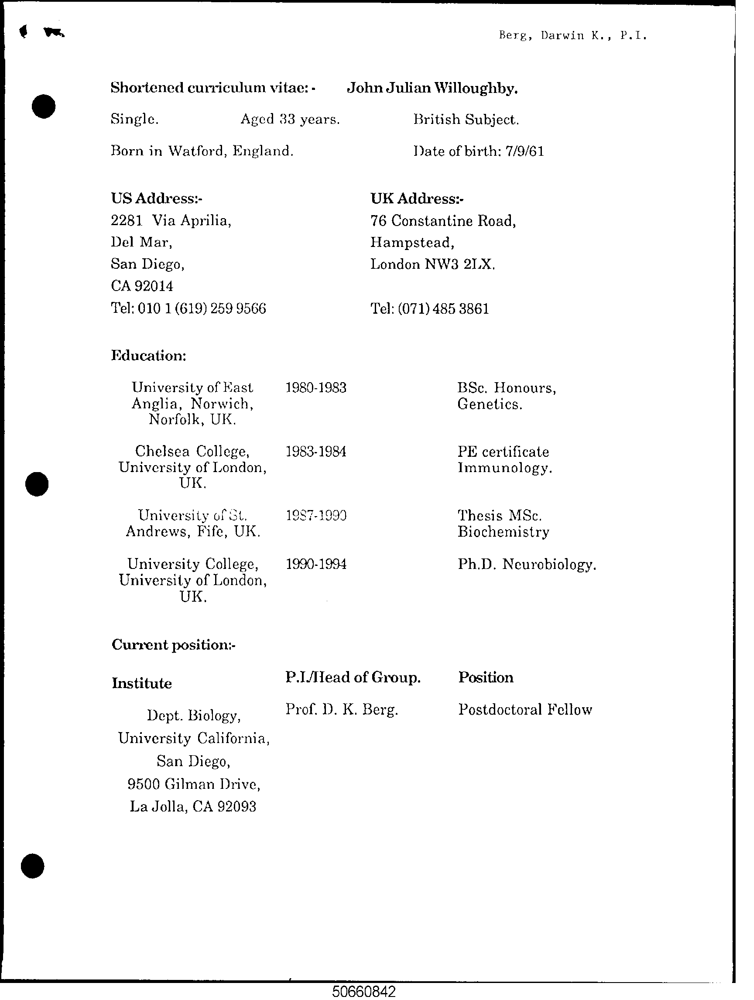 Berg, Darwin K., P.I.
Shortened curriculum vitae: - John Julian Willoughby.
Single. Aged 33 years. British Subject.
Born in Watford, England. Date of birth: 7/9/61
US Address:- UK Address:-
2281 Via Aprilia, 76 Constantine Road,
Del Mar, Hampstead,
San Diego, London NW3 2LX.
CA 92014
Tel: 010 1 (619) 259 9566 Tel: (071) 485 3861
Education:
University of East 1980-1983 BSc. Honours,
Anglia, Norwich, Genetics.
Norfolk, UK.
Chelsea College, 1983-1984 PE certificate
University of London, Immunology.
UK.
University of St. 1987-1990 Thesis MSc.
Andrews, Fife, UK. Biochemistry
University College, 1990-1994 Ph.D. Neurobiology.
University of London,
UK.
Current position:-
Institute P.I./Head of Group. Position
Dept. Biology, Prof. D. K. Berg. Postdoctoral Fellow
University California,
San Diego,
9500 Gilman Drive,
La Jolla, CA 92093
50660842